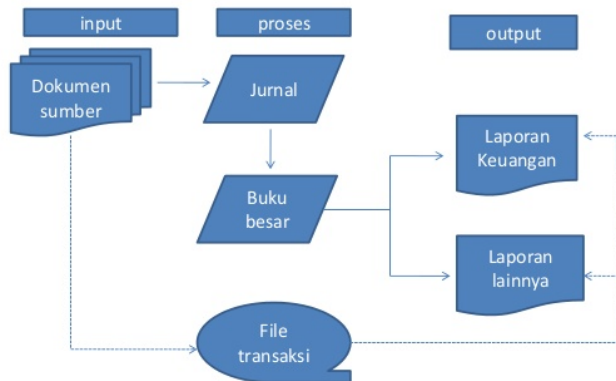 input
proses
output
Dokumen
sumber
Jurnal
Laporan
Keuangan
Buku
besar
Laporan
lainnya
File
transaksi